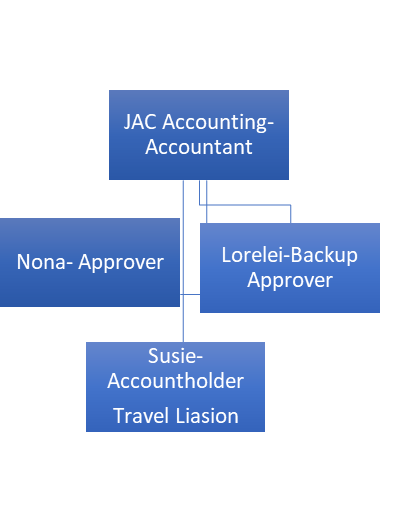 JAC Accounting-
Accountant
Nona- Approver
Lorelei-Backup
Approver
Susie-
Accountholder
Travel Liasion